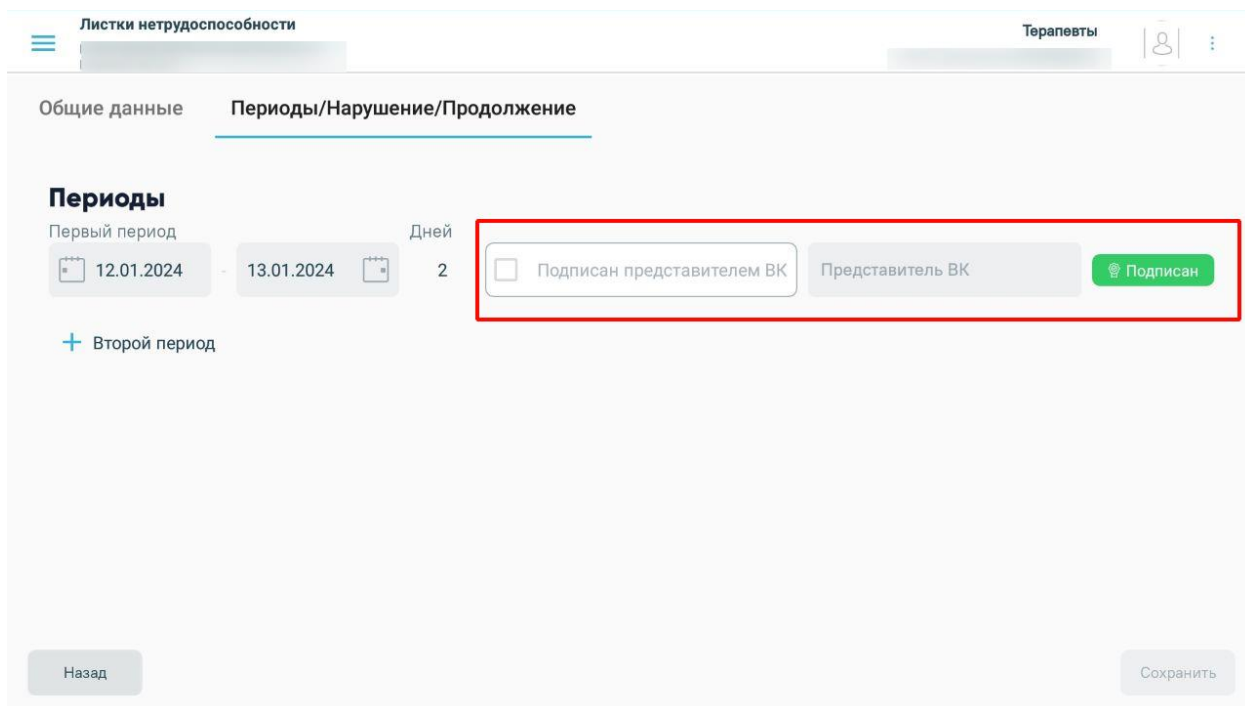 Листки нетрудоспособности
Терапевты
Общие данные
Периоды/Нарушение/Продолжение
Периоды
Первый период
Дней
12.01.2024 - 13.01.2024
2
Подписан представителем ВК
Представитель ВК
Подписан
+ Второй период
Назад
Сохранить